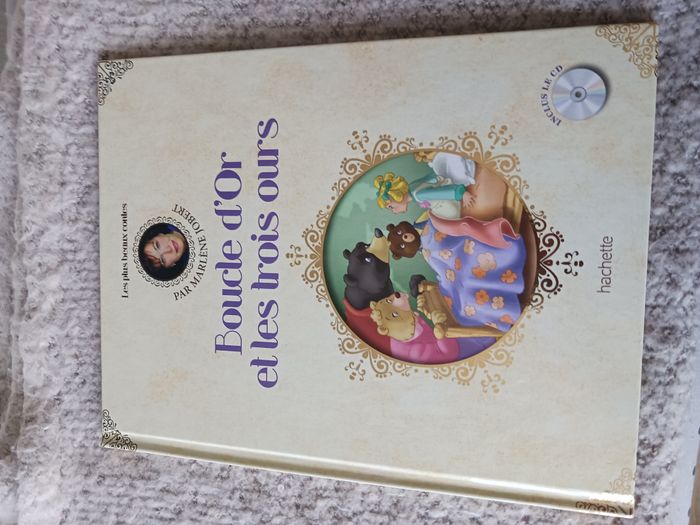 Les plus beaux contes
PAR MARLÈNE JOBERT
Boucle d'Or
et les trois ours
INCLUS LE CD
hachette